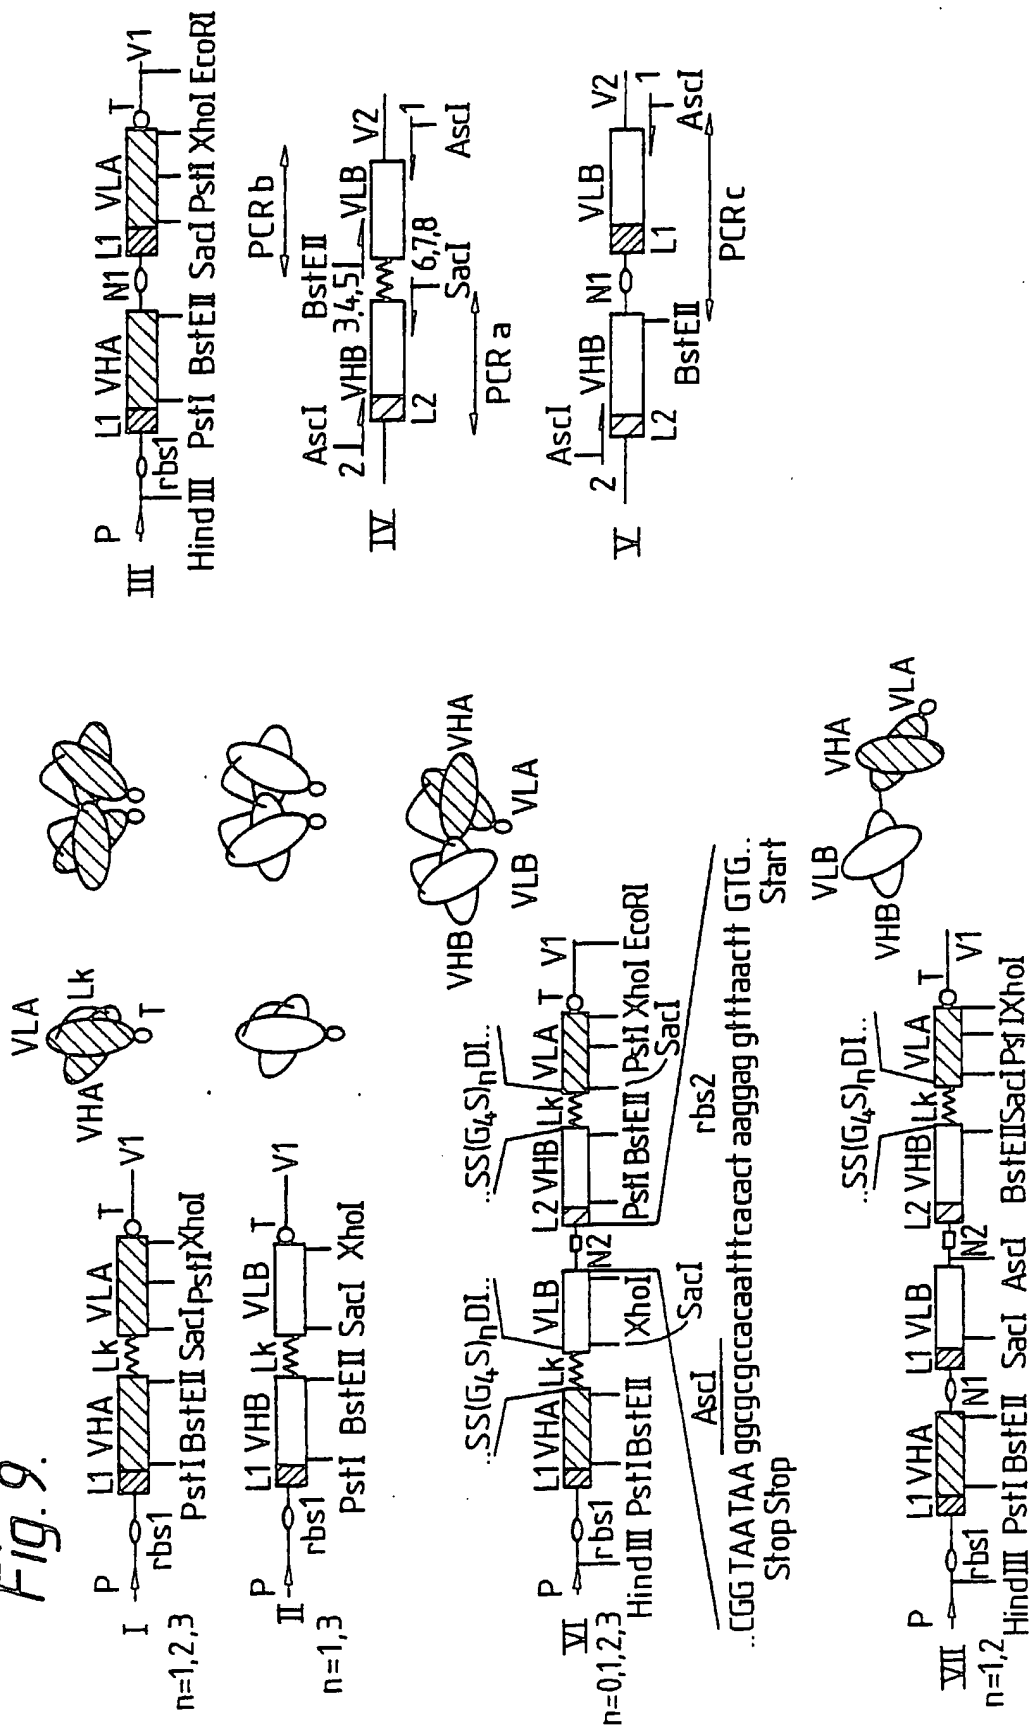 Fig. 9.
VLA
Lk
VHA
T
P L1 VHA Lk VLA T V1
I
rbs1
PstI BstEII SacI PstI XhoI
n=1,2,3
P L1 VHB Lk VLB T V1
II
rbs1
PstI BstEII SacI XhoI
n=1,3
..SS(G4S)nDI.. ..SS(G4S)nDI..
P L1 VHA Lk VLB N2 L2 VHB Lk VLA T V1
VI
rbs1
HindIII PstI BstEII XhoI PstI BstEII PstI XhoI EcoRI
SacI SacI
n=0,1,2,3
VHB
VHA
VLB
VLA
AscI rbs2
..CGG TAA TAA ggcgcgccacaatttcacact aaggag gtttaactt GTG..
Stop Stop Start
..SS(G4S)nDI..
P L1 VHA N1 L1 VLB N2 L2 VHB Lk VLA T V1
VII
rbs1
HindIII PstI BstEII SacI AscI BstEII SacI PstI XhoI
n=1,2
VLB
VHB
VHA
VLA
P L1 VHA N1 L1 VLA T V1
III
rbs1
HindIII PstI BstEII SacI PstI XhoI EcoRI
PCR b
AscI BstEII
2 VHB 3,4,5 VLB V2
IV
L2 6,7,8 1
SacI AscI
PCR a
AscI
2 VHB N1 VLB V2
V
L2 L1 1
BstEII AscI
PCR c